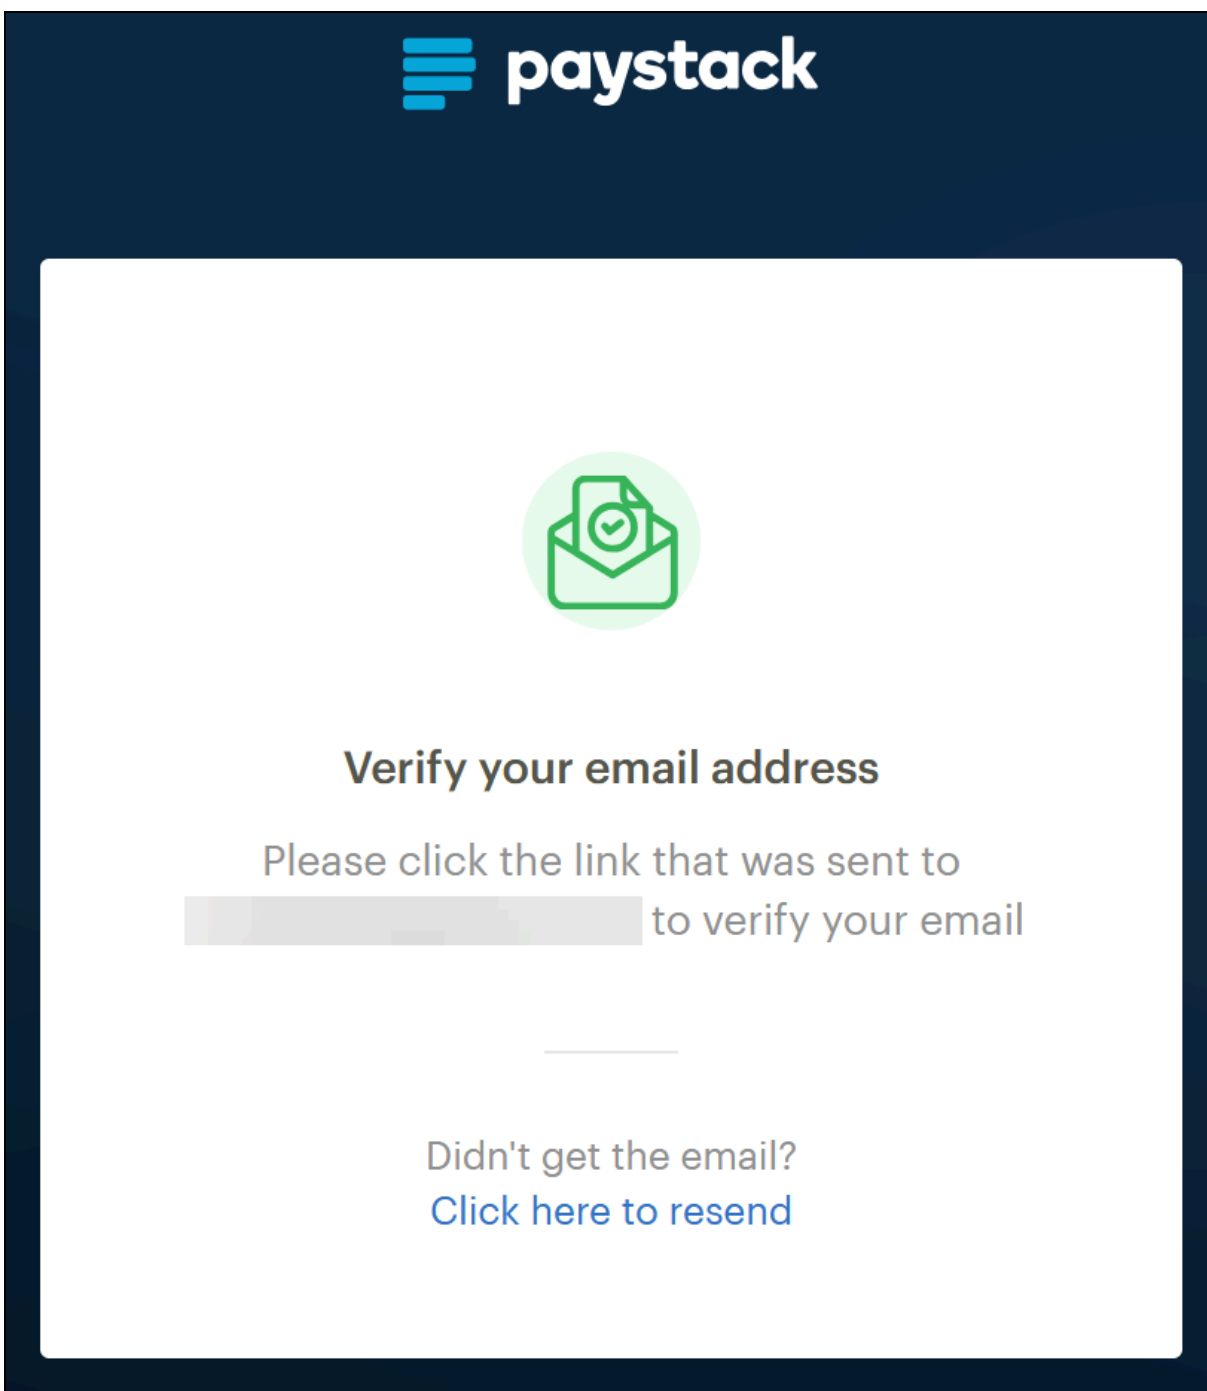 paystack
Verify your email address
Please click the link that was sent to
to verify your email
Didn't get the email?
Click here to resend